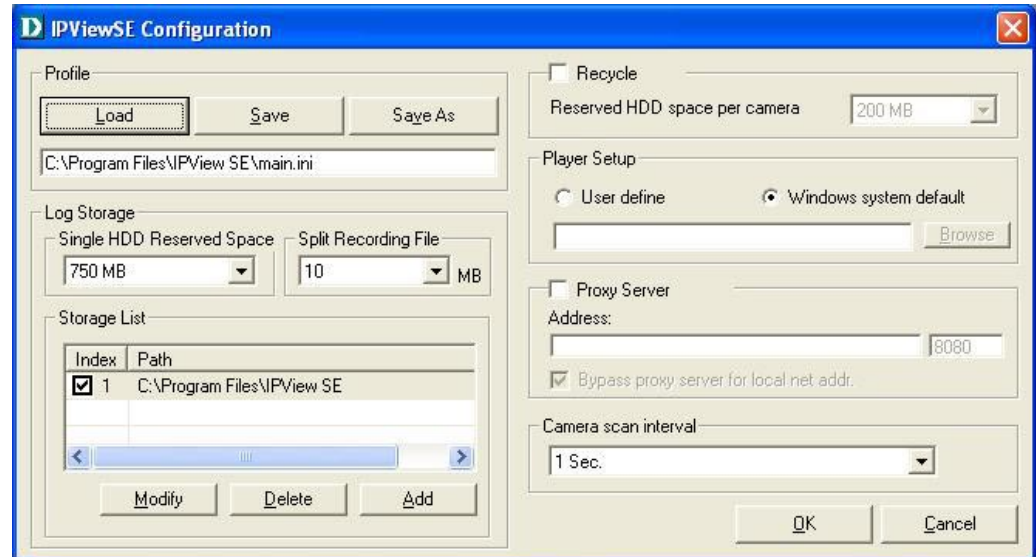 D IPViewSE Configuration
Profile
Load Save Save As
C:\Program Files\IPView SE\main.ini
Log Storage
Single HDD Reserved Space
750 MB
Split Recording File
10 MB
Storage List
Index Path
1 C:\Program Files\IPView SE
Modify Delete Add
Recycle
Reserved HDD space per camera 200 MB
Player Setup
User define Windows system default
Browse
Proxy Server
Address:
8080
Bypass proxy server for local net addr.
Camera scan interval
1 Sec.
OK Cancel